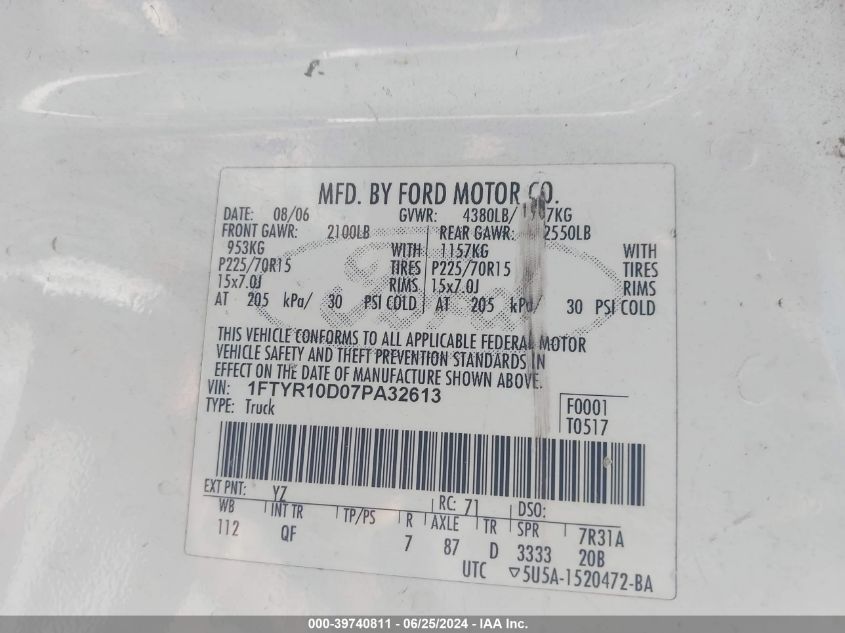 MFD. BY FORD MOTOR CO.
DATE: 08/06 GVWR: 4380LB/ 1987KG
FRONT GAWR: 2100LB REAR GAWR: 2550LB
953KG WITH 1157KG WITH
P225/70R15 TIRES P225/70R15 TIRES
15x7.0J RIMS 15x7.0J RIMS
AT 205 kPa/ 30 PSI COLD AT 205 kPa/ 30 PSI COLD
THIS VEHICLE CONFORMS TO ALL APPLICABLE FEDERAL MOTOR
VEHICLE SAFETY AND THEFT PREVENTION STANDARDS IN
EFFECT ON THE DATE OF MANUFACTURE SHOWN ABOVE.
VIN: 1FTYR10D07PA32613
TYPE: Truck
F0001
T0517
EXT PNT: YZ RC: 71 DSO:
WB INT TR TP/PS R AXLE TR SPR 7R31A
112 QF 7 87 D 3333 20B
UTC ▽5U5A-1520472-BA
000-39740811 - 06/25/2024 - IAA Inc.